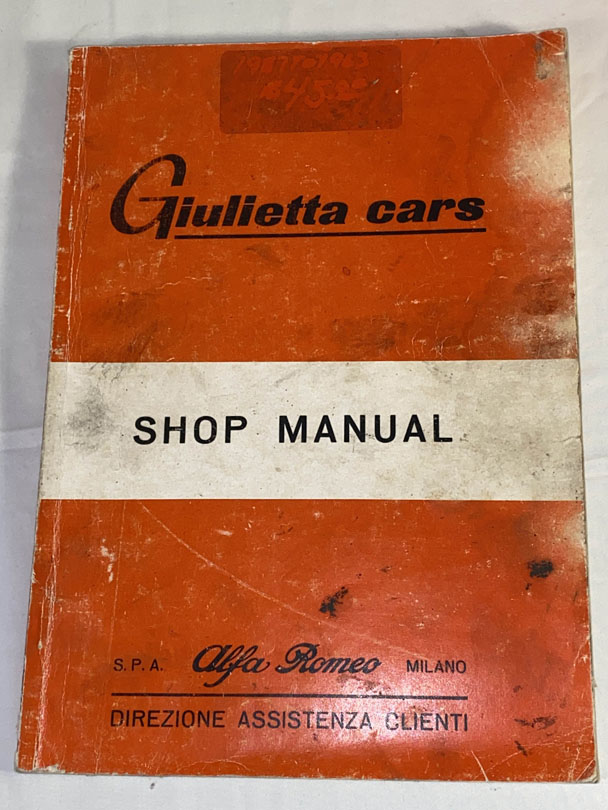 Giulietta cars
SHOP MANUAL
S.P.A. Alfa Romeo MILANO
DIREZIONE ASSISTENZA CLIENTI